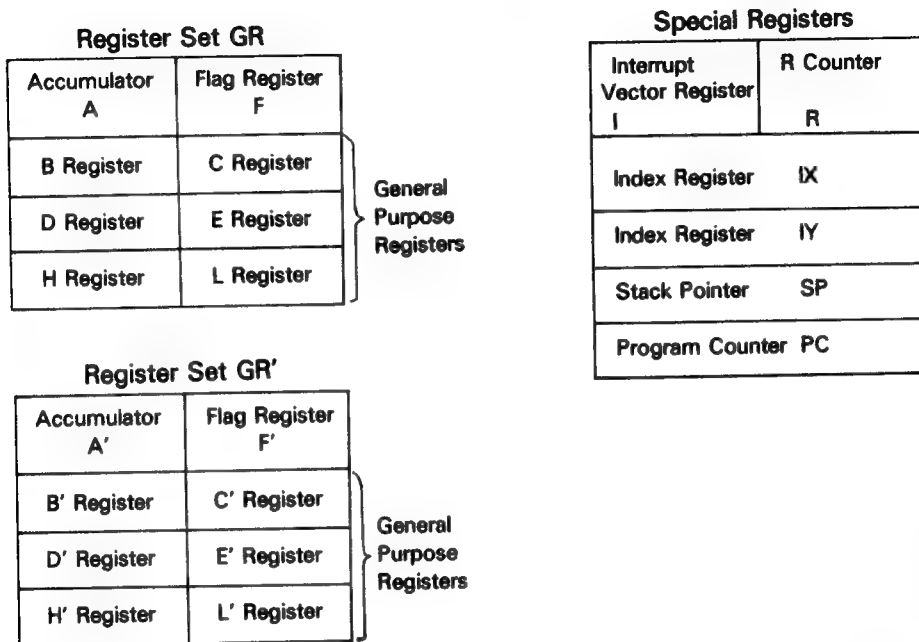 Register Set GR
Accumulator
A
Flag Register
F
B Register
C Register
D Register
E Register
H Register
L Register
General
Purpose
Registers
Special Registers
Interrupt
Vector Register
I
R Counter
R
Index Register IX
Index Register IY
Stack Pointer SP
Program Counter PC
Register Set GR'
Accumulator
A'
Flag Register
F'
B' Register
C' Register
D' Register
E' Register
H' Register
L' Register
General
Purpose
Registers